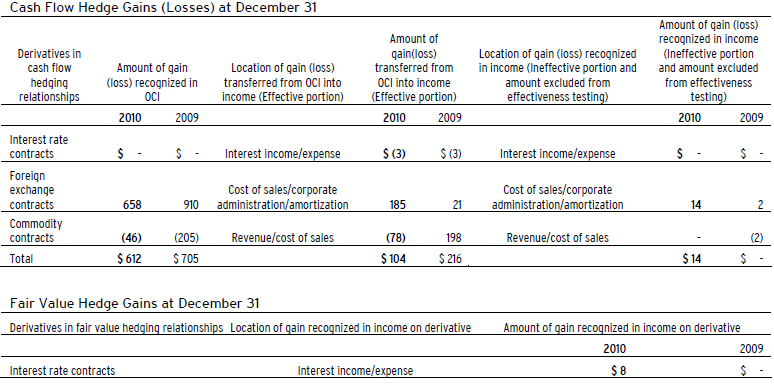 Cash Flow Hedge Gains (Losses) at December 31
Derivatives in cash flow hedging relationships | Amount of gain (loss) recognized in OCI | Location of gain (loss) transferred from OCI into income (Effective portion) | Amount of gain(loss) transferred from OCI into income (Effective portion) | Location of gain (loss) recognized in income (Ineffective portion and amount excluded from effectiveness testing) | Amount of gain (loss) recognized in income (Ineffective portion and amount excluded from effectiveness testing)
2010 2009 2010 2009 2010 2009
Interest rate contracts $ - $ - Interest income/expense $ (3) $ (3) Interest income/expense $ - $ -
Foreign exchange contracts 658 910 Cost of sales/corporate administration/amortization 185 21 Cost of sales/corporate administration/amortization 14 2
Commodity contracts (46) (205) Revenue/cost of sales (78) 198 Revenue/cost of sales - (2)
Total $ 612 $ 705 $ 104 $ 216 $ 14 $ -
Fair Value Hedge Gains at December 31
Derivatives in fair value hedging relationships Location of gain recognized in income on derivative Amount of gain recognized in income on derivative
2010 2009
Interest rate contracts Interest income/expense $ 8 $ -